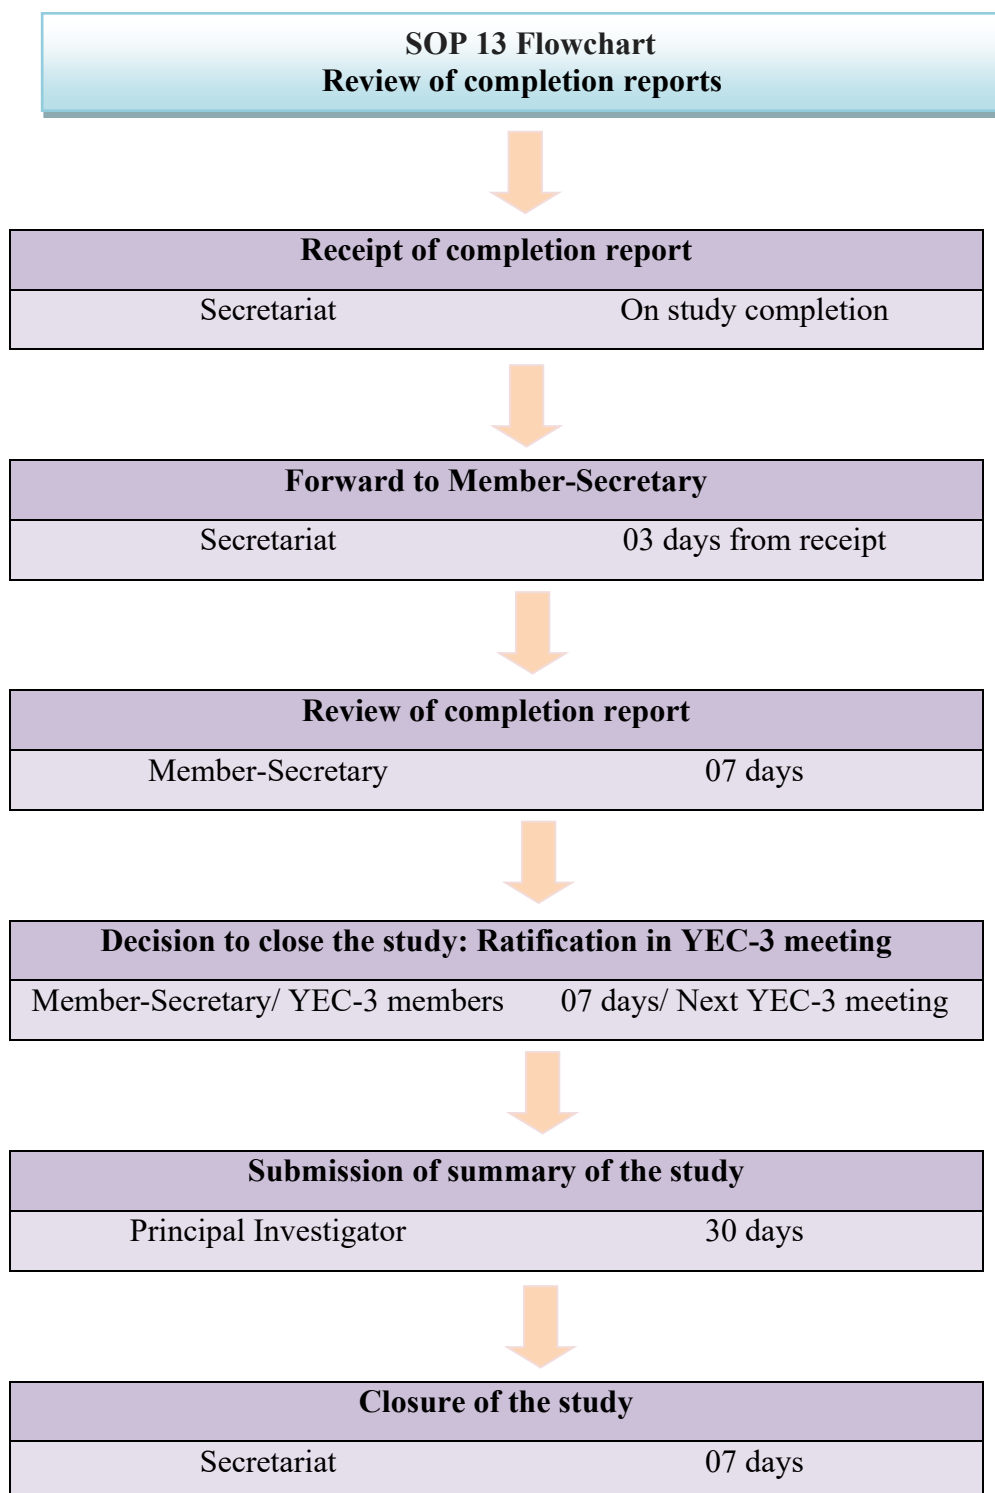 SOP 13 Flowchart
Review of completion reports
Receipt of completion report
Secretariat On study completion
Forward to Member-Secretary
Secretariat 03 days from receipt
Review of completion report
Member-Secretary 07 days
Decision to close the study: Ratification in YEC-3 meeting
Member-Secretary/ YEC-3 members 07 days/ Next YEC-3 meeting
Submission of summary of the study
Principal Investigator 30 days
Closure of the study
Secretariat 07 days